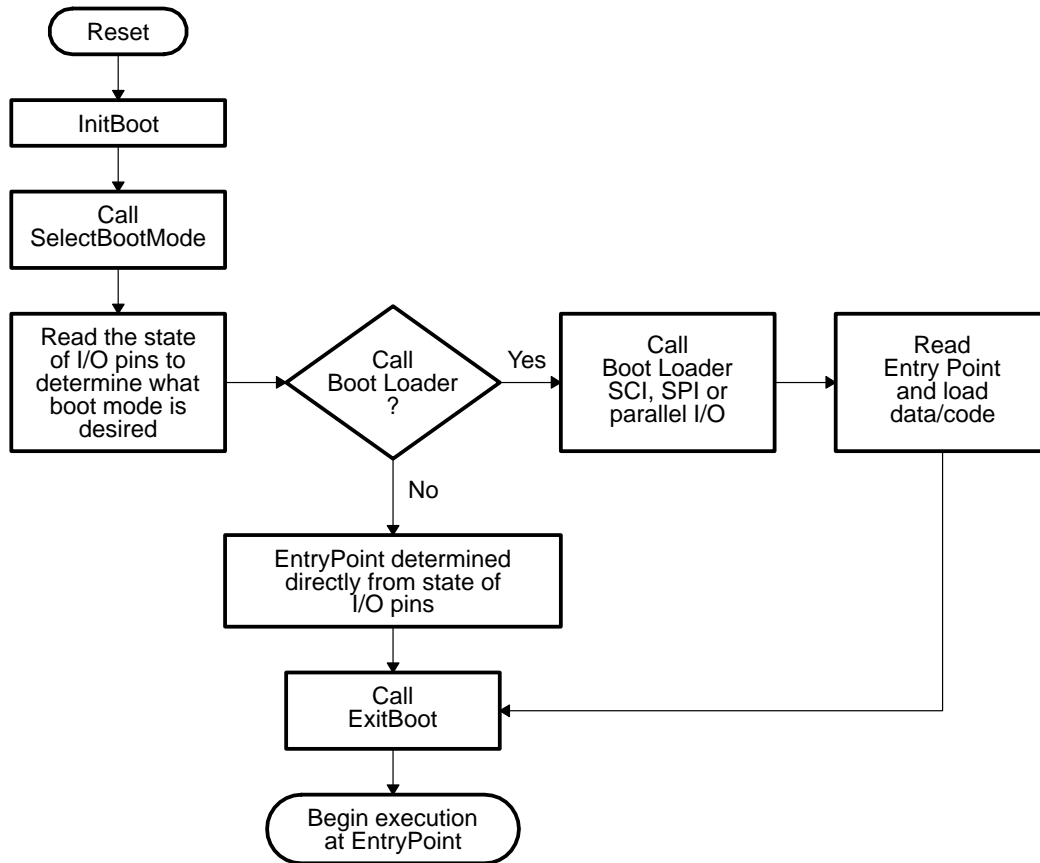 Reset
InitBoot
Call
SelectBootMode
Read the state
of I/O pins to
determine what
boot mode is
desired
Call
Boot Loader
?
Yes
Call
Boot Loader
SCI, SPI or
parallel I/O
Read
Entry Point
and load
data/code
No
EntryPoint determined
directly from state of
I/O pins
Call
ExitBoot
Begin execution
at EntryPoint